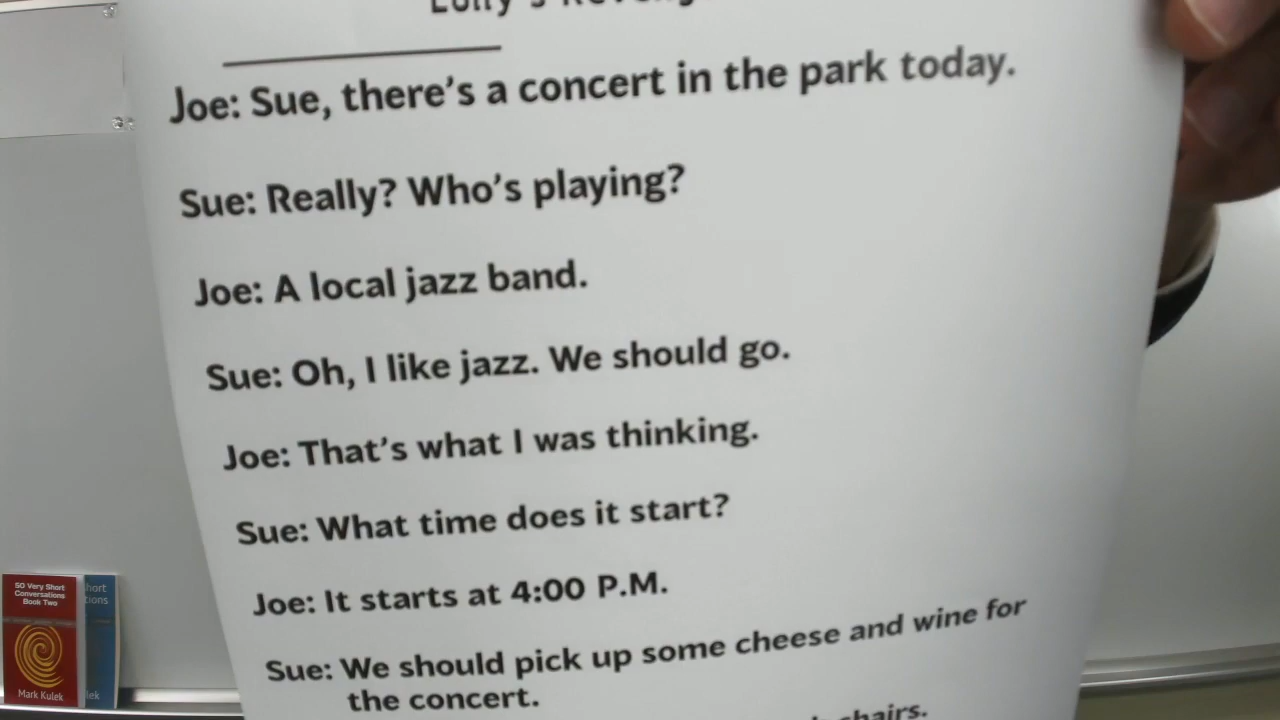 Joe: Sue, there's a concert in the park today.
Sue: Really? Who's playing?
Joe: A local jazz band.
Sue: Oh, I like jazz. We should go.
Joe: That's what I was thinking.
Sue: What time does it start?
Joe: It starts at 4:00 P.M.
Sue: We should pick up some cheese and wine for
the concert.
chairs.
50 Very Short
Conversations
Book Two
Mark Kulek